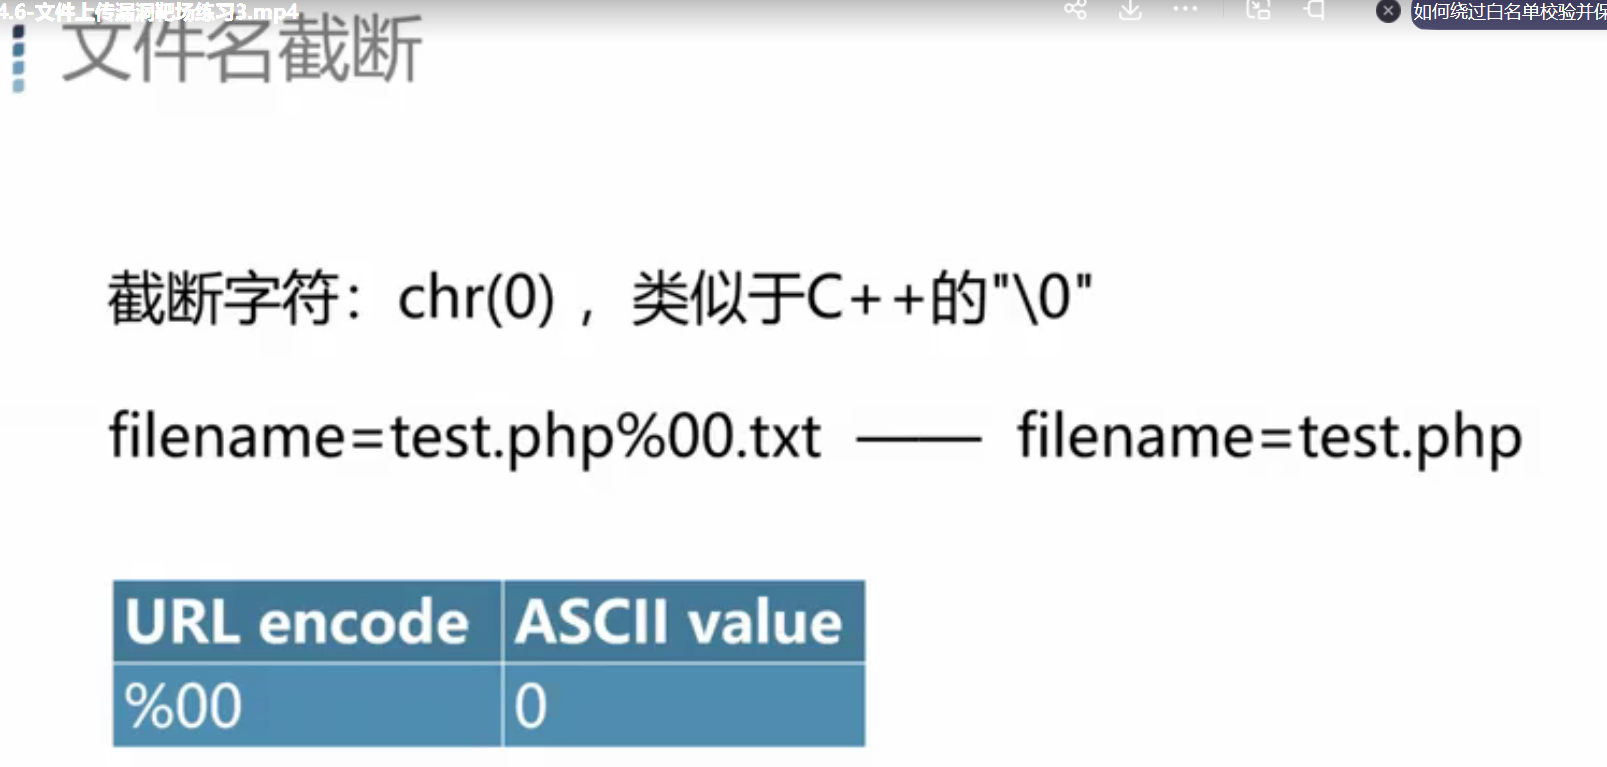 4.6-文件上传漏洞靶场练习3.mp4
如何绕过白名单校验并保
文件名截断
截断字符：chr(0) ，类似于C++的"\0"
filename=test.php%00.txt —— filename=test.php
URL encode ASCII value
%00 0